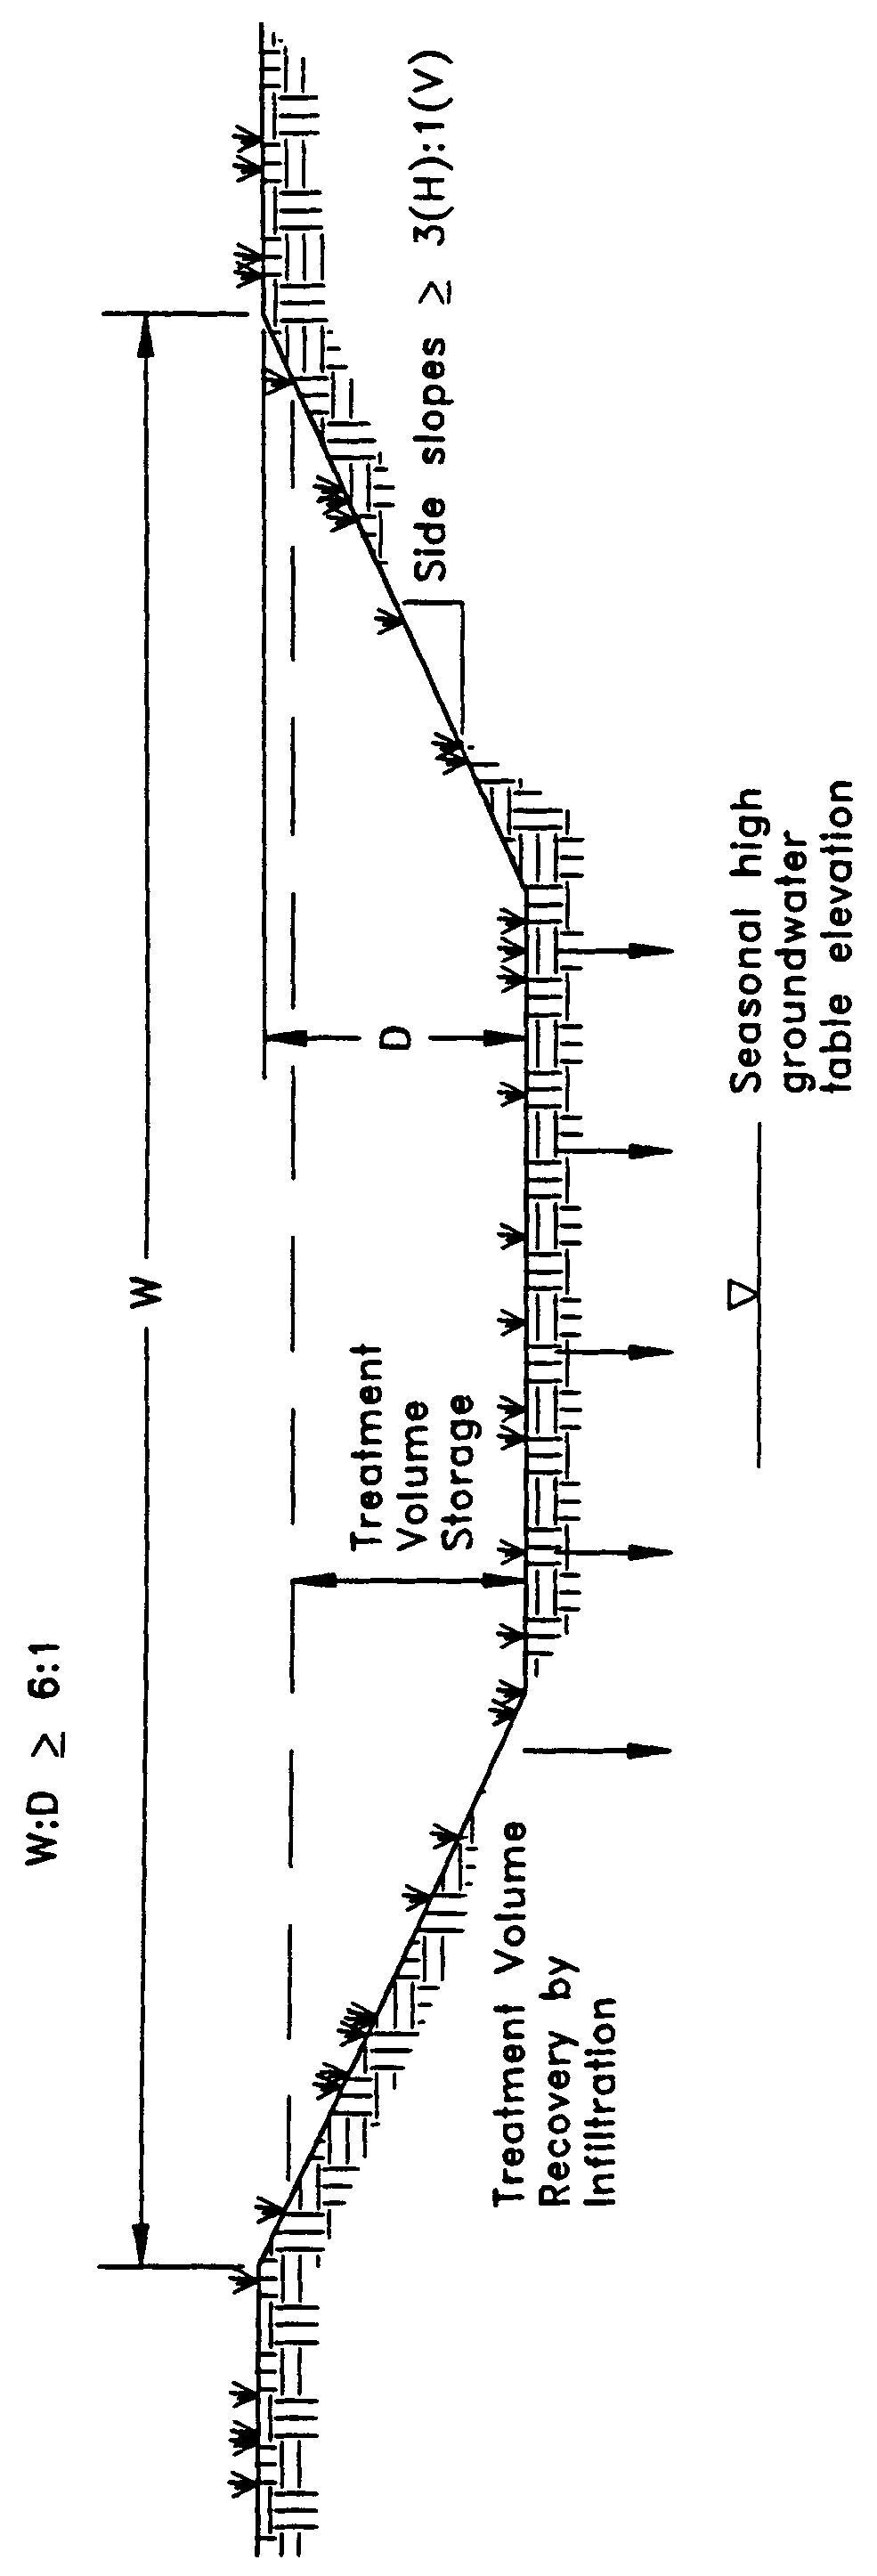 W:D ≥ 6:1
W
Side slopes ≥ 3(H):1(V)
D
Treatment
Volume
Storage
Treatment Volume
Recovery by
Infiltration
Seasonal high
groundwater
table elevation